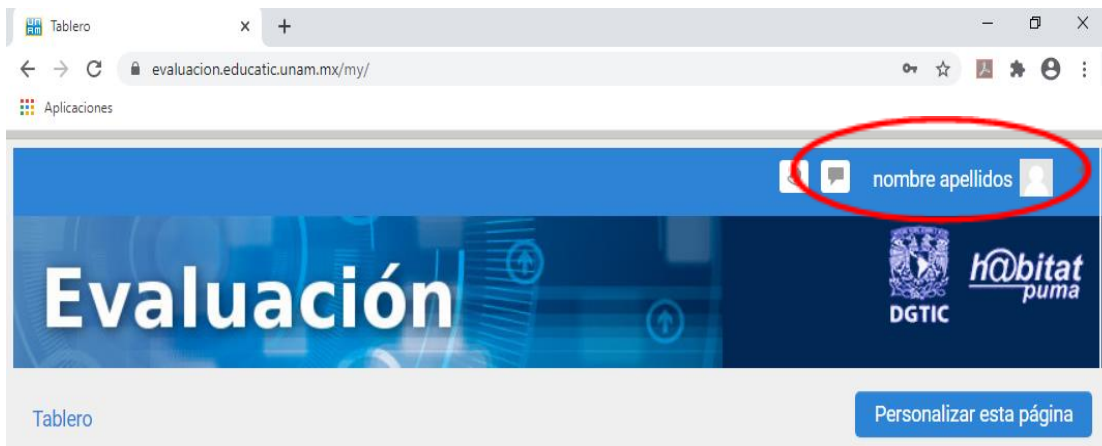 Tablero
evaluacion.educatic.unam.mx/my/
Aplicaciones
nombre apellidos
Evaluación
DGTIC
h@bitat
puma
Tablero
Personalizar esta página